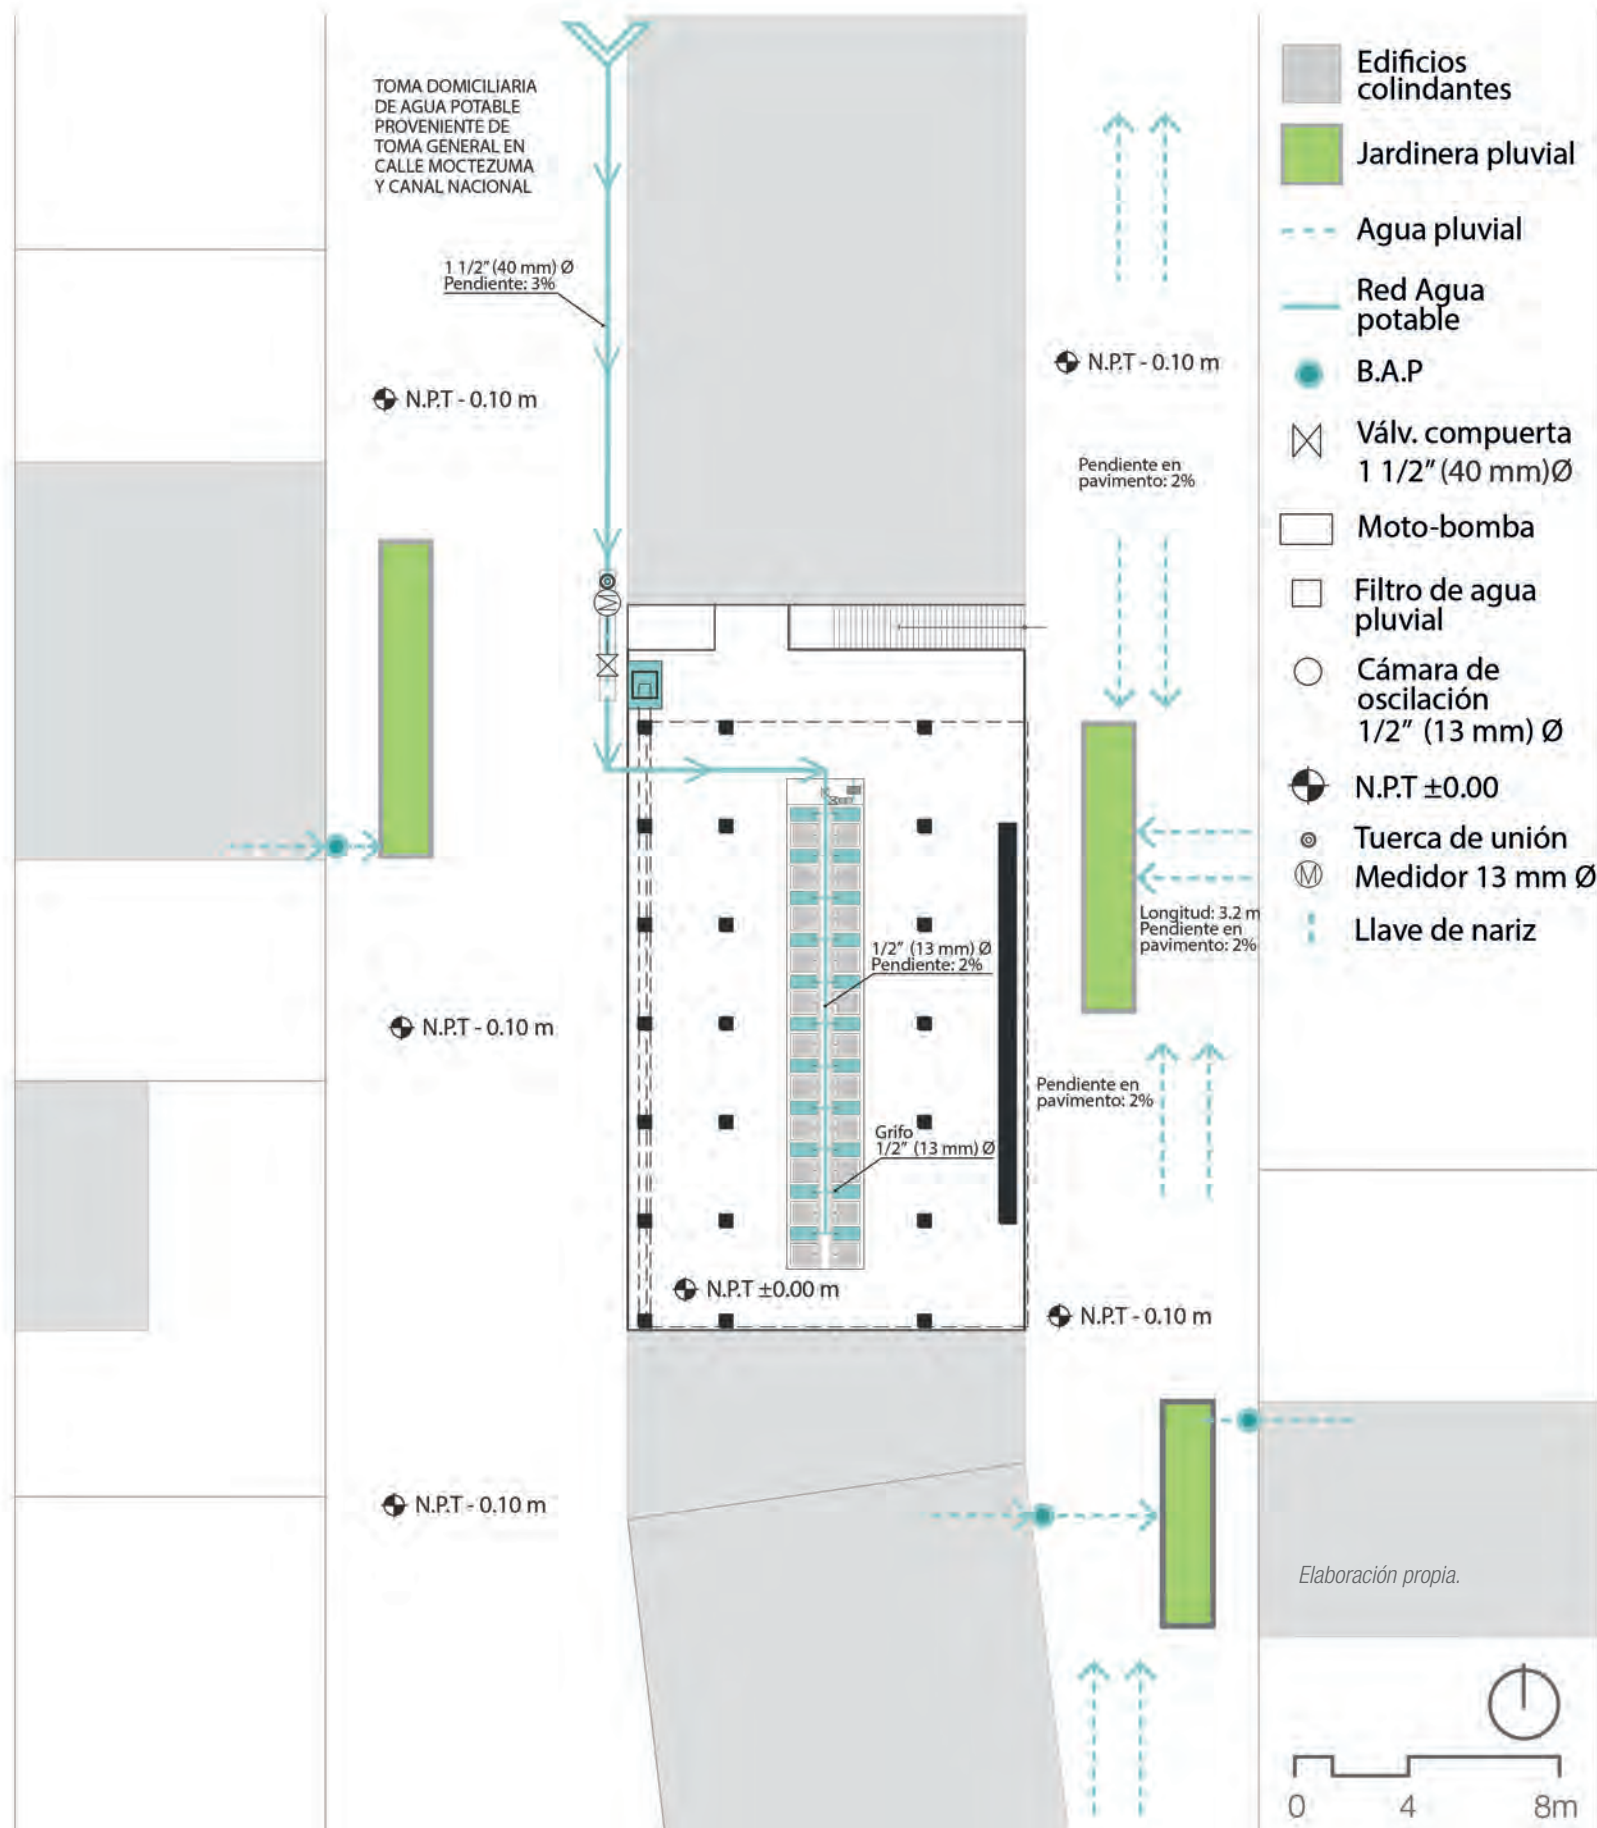 TOMA DOMICILIARIA
DE AGUA POTABLE
PROVENIENTE DE
TOMA GENERAL EN
CALLE MOCTEZUMA
Y CANAL NACIONAL
1 1/2” (40 mm) Ø
Pendiente: 3%
N.P.T - 0.10 m
N.P.T - 0.10 m
Pendiente en
pavimento: 2%
M
Longitud: 3.2 m
Pendiente en
pavimento: 2%
1/2” (13 mm) Ø
Pendiente: 2%
N.P.T - 0.10 m
Pendiente en
pavimento: 2%
Grifo
1/2” (13 mm) Ø
N.P.T ±0.00 m
N.P.T - 0.10 m
N.P.T - 0.10 m
Edificios
colindantes
Jardinera pluvial
Agua pluvial
Red Agua
potable
B.A.P
Válv. compuerta
1 1/2” (40 mm)Ø
Moto-bomba
Filtro de agua
pluvial
Cámara de
oscilación
1/2” (13 mm) Ø
N.P.T ±0.00
Tuerca de unión
M Medidor 13 mm Ø
Llave de nariz
Elaboración propia.
0 4 8m